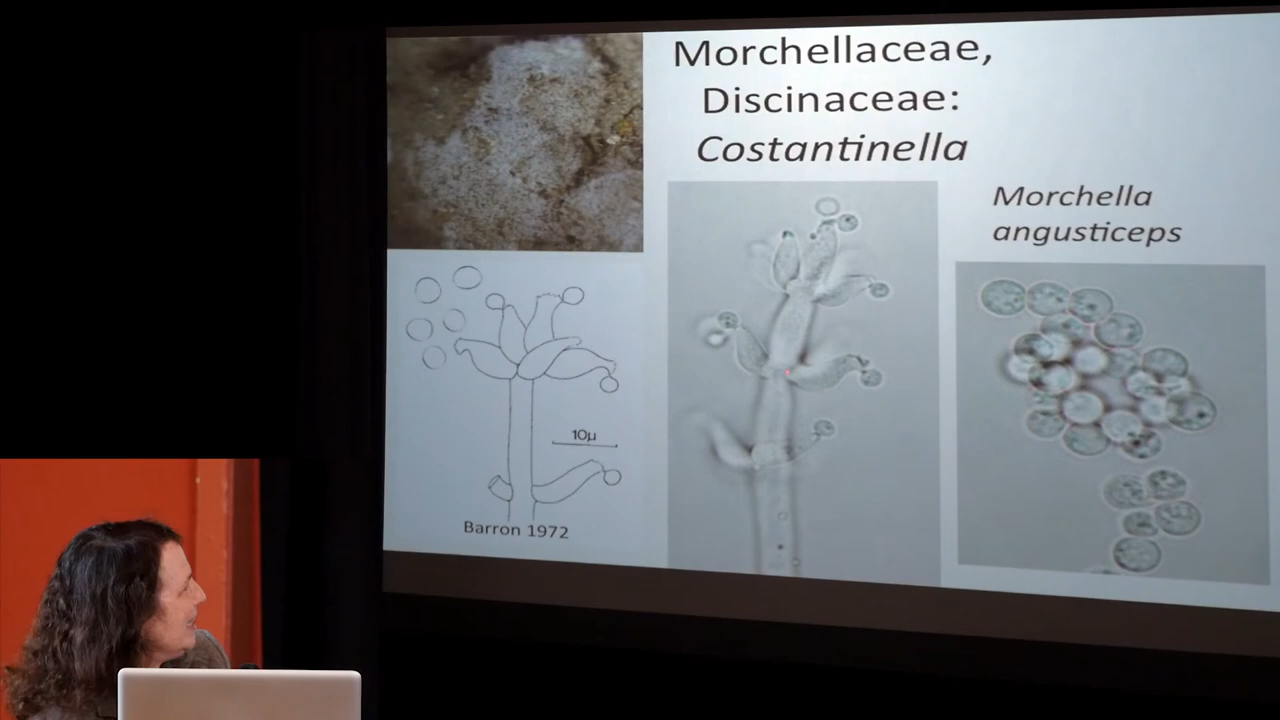 Morchellaceae,
Discinaceae:
Costantinella
Morchella
angusticeps
10µ
Barron 1972